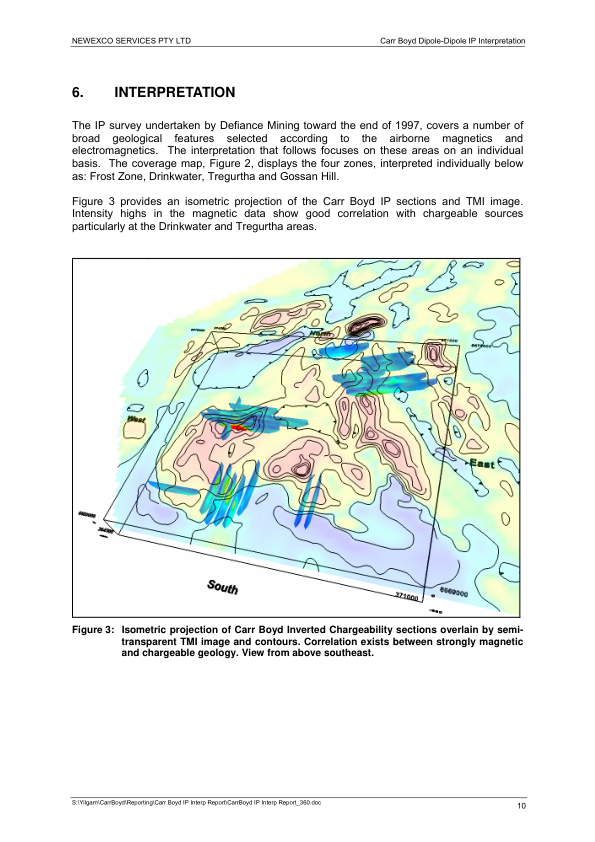 NEWEXCO SERVICES PTY LTD Carr Boyd Dipole-Dipole IP Interpretation
6. INTERPRETATION
The IP survey undertaken by Defiance Mining toward the end of 1997, covers a number of
broad geological features selected according to the airborne magnetics and
electromagnetics. The interpretation that follows focuses on these areas on an individual
basis. The coverage map, Figure 2, displays the four zones, interpreted individually below
as: Frost Zone, Drinkwater, Tregurtha and Gossan Hill.
Figure 3 provides an isometric projection of the Carr Boyd IP sections and TMI image.
Intensity highs in the magnetic data show good correlation with chargeable sources
particularly at the Drinkwater and Tregurtha areas.
North
West
East
South
371000
6669000
Figure 3: Isometric projection of Carr Boyd Inverted Chargeability sections overlain by semi-
transparent TMI image and contours. Correlation exists between strongly magnetic
and chargeable geology. View from above southeast.
S:\Yilgarn\CarrBoyd\Reporting\Carr Boyd IP Interp Report\CarrBoyd IP Interp Report_360.doc
10